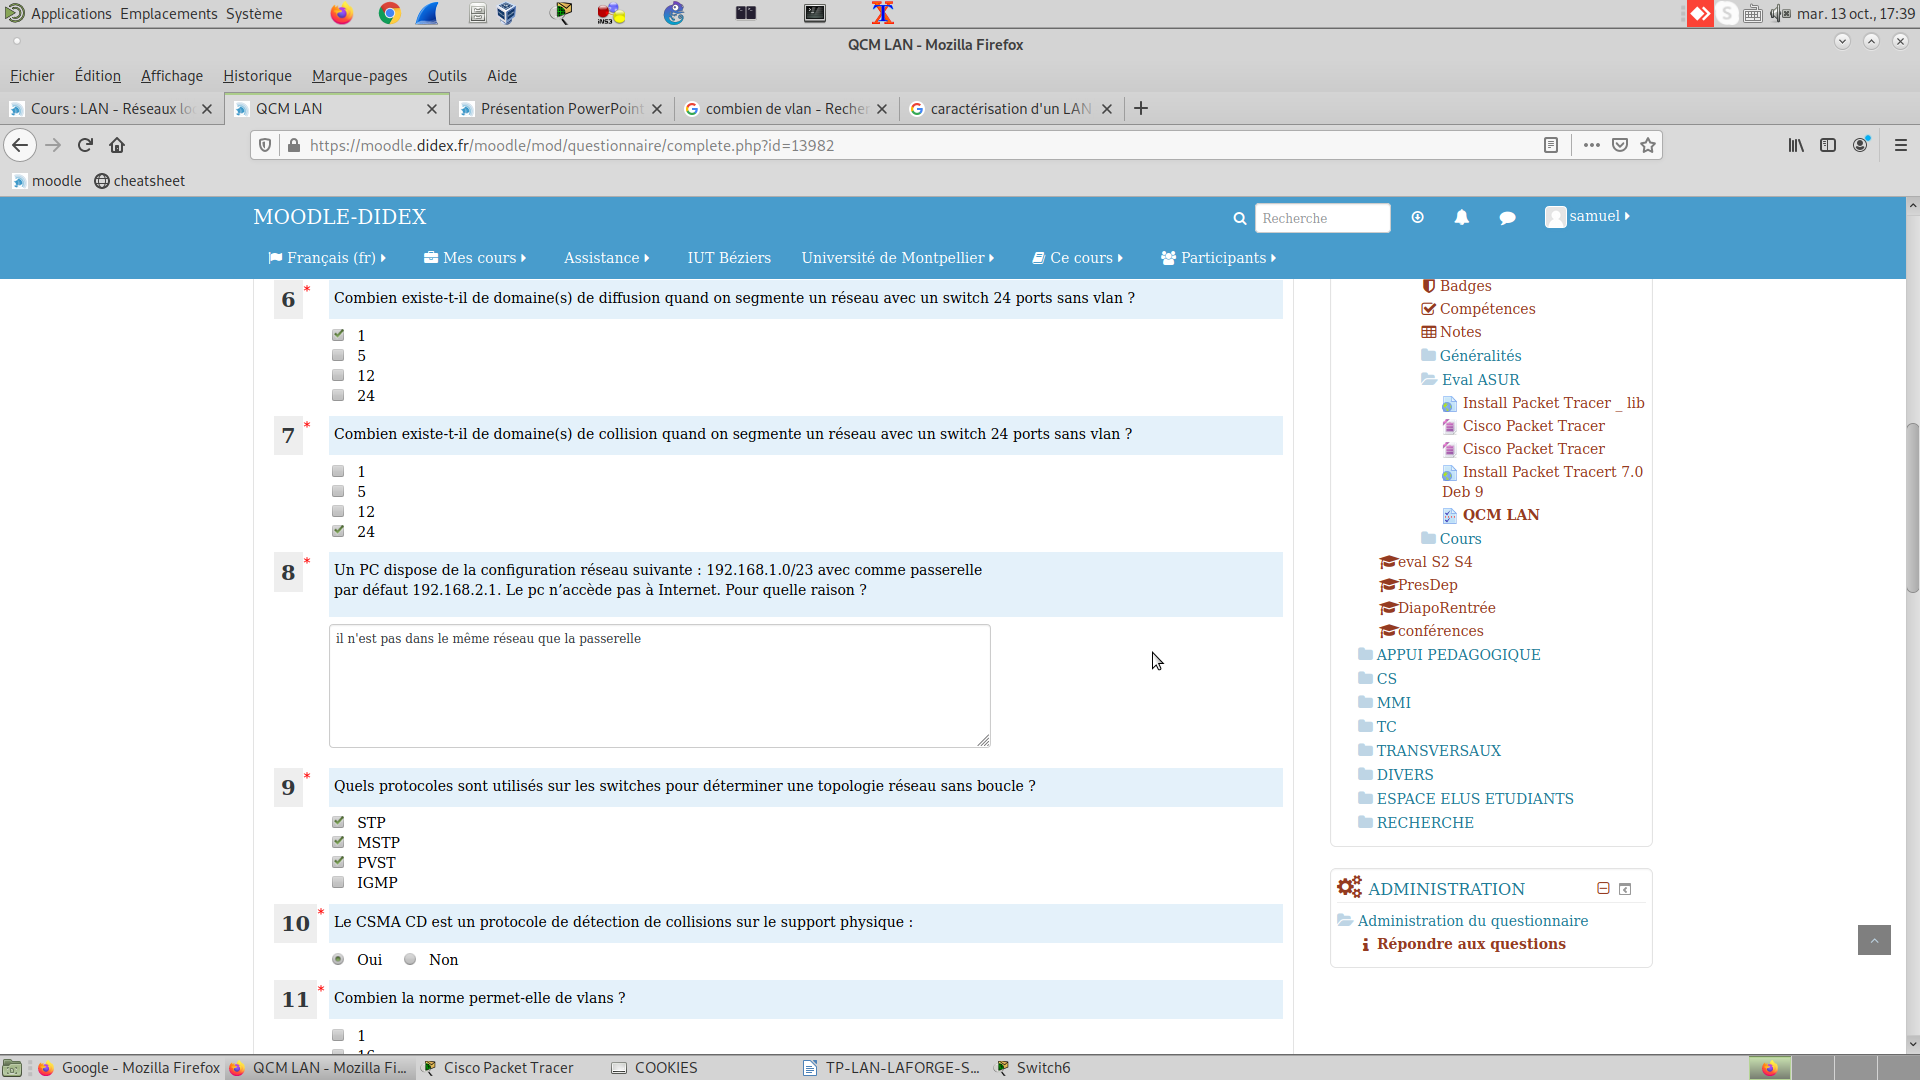 Applications Emplacements Système mar. 13 oct., 17:39
QCM LAN - Mozilla Firefox
Fichier Édition Affichage Historique Marque-pages Outils Aide
Cours : LAN - Réseaux lo QCM LAN Présentation PowerPoint combien de vlan - Recher caractérisation d'un LAN
https://moodle.didex.fr/moodle/mod/questionnaire/complete.php?id=13982
moodle cheatsheet
MOODLE-DIDEX Recherche samuel
Français (fr) Mes cours Assistance IUT Béziers Université de Montpellier Ce cours Participants
6 * Combien existe-t-il de domaine(s) de diffusion quand on segmente un réseau avec un switch 24 ports sans vlan ?
1
5
12
24
7 * Combien existe-t-il de domaine(s) de collision quand on segmente un réseau avec un switch 24 ports sans vlan ?
1
5
12
24
8 * Un PC dispose de la configuration réseau suivante : 192.168.1.0/23 avec comme passerelle
par défaut 192.168.2.1. Le pc n’accède pas à Internet. Pour quelle raison ?
il n'est pas dans le même réseau que la passerelle
9 * Quels protocoles sont utilisés sur les switches pour déterminer une topologie réseau sans boucle ?
STP
MSTP
PVST
IGMP
10 * Le CSMA CD est un protocole de détection de collisions sur le support physique :
Oui Non
11 * Combien la norme permet-elle de vlans ?
1
Badges
Compétences
Notes
Généralités
Eval ASUR
Install Packet Tracer _ lib
Cisco Packet Tracer
Cisco Packet Tracer
Install Packet Tracert 7.0
Deb 9
QCM LAN
Cours
eval S2 S4
PresDep
DiapoRentrée
conférences
APPUI PEDAGOGIQUE
CS
MMI
TC
TRANSVERSAUX
DIVERS
ESPACE ELUS ETUDIANTS
RECHERCHE
ADMINISTRATION
Administration du questionnaire
Répondre aux questions
Google - Mozilla Firefox QCM LAN - Mozilla Fi... Cisco Packet Tracer COOKIES TP-LAN-LAFORGE-S... Switch6